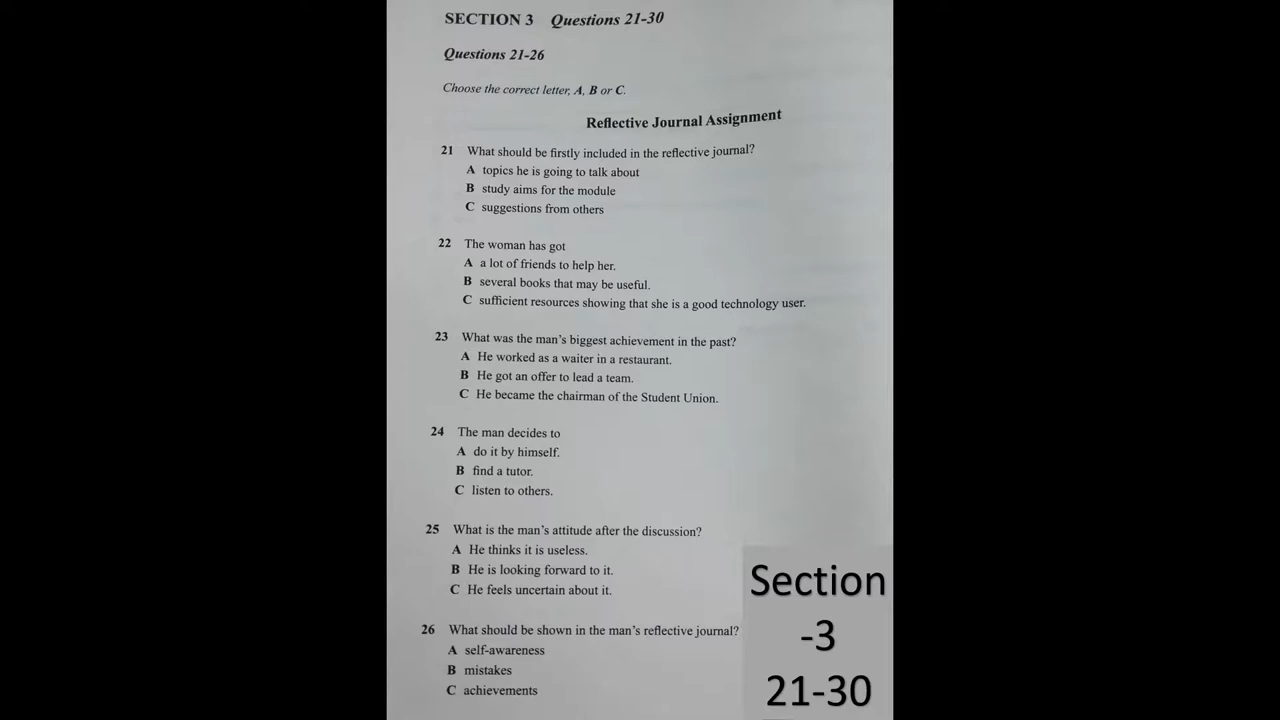 SECTION 3 Questions 21-30
Questions 21-26
Choose the correct letter, A, B or C.
Reflective Journal Assignment
21 What should be firstly included in the reflective journal?
A topics he is going to talk about
B study aims for the module
C suggestions from others
22 The woman has got
A a lot of friends to help her.
B several books that may be useful.
C sufficient resources showing that she is a good technology user.
23 What was the man's biggest achievement in the past?
A He worked as a waiter in a restaurant.
B He got an offer to lead a team.
C He became the chairman of the Student Union.
24 The man decides to
A do it by himself.
B find a tutor.
C listen to others.
25 What is the man's attitude after the discussion?
A He thinks it is useless.
B He is looking forward to it.
C He feels uncertain about it.
26 What should be shown in the man's reflective journal?
A self-awareness
B mistakes
C achievements
Section
-3
21-30